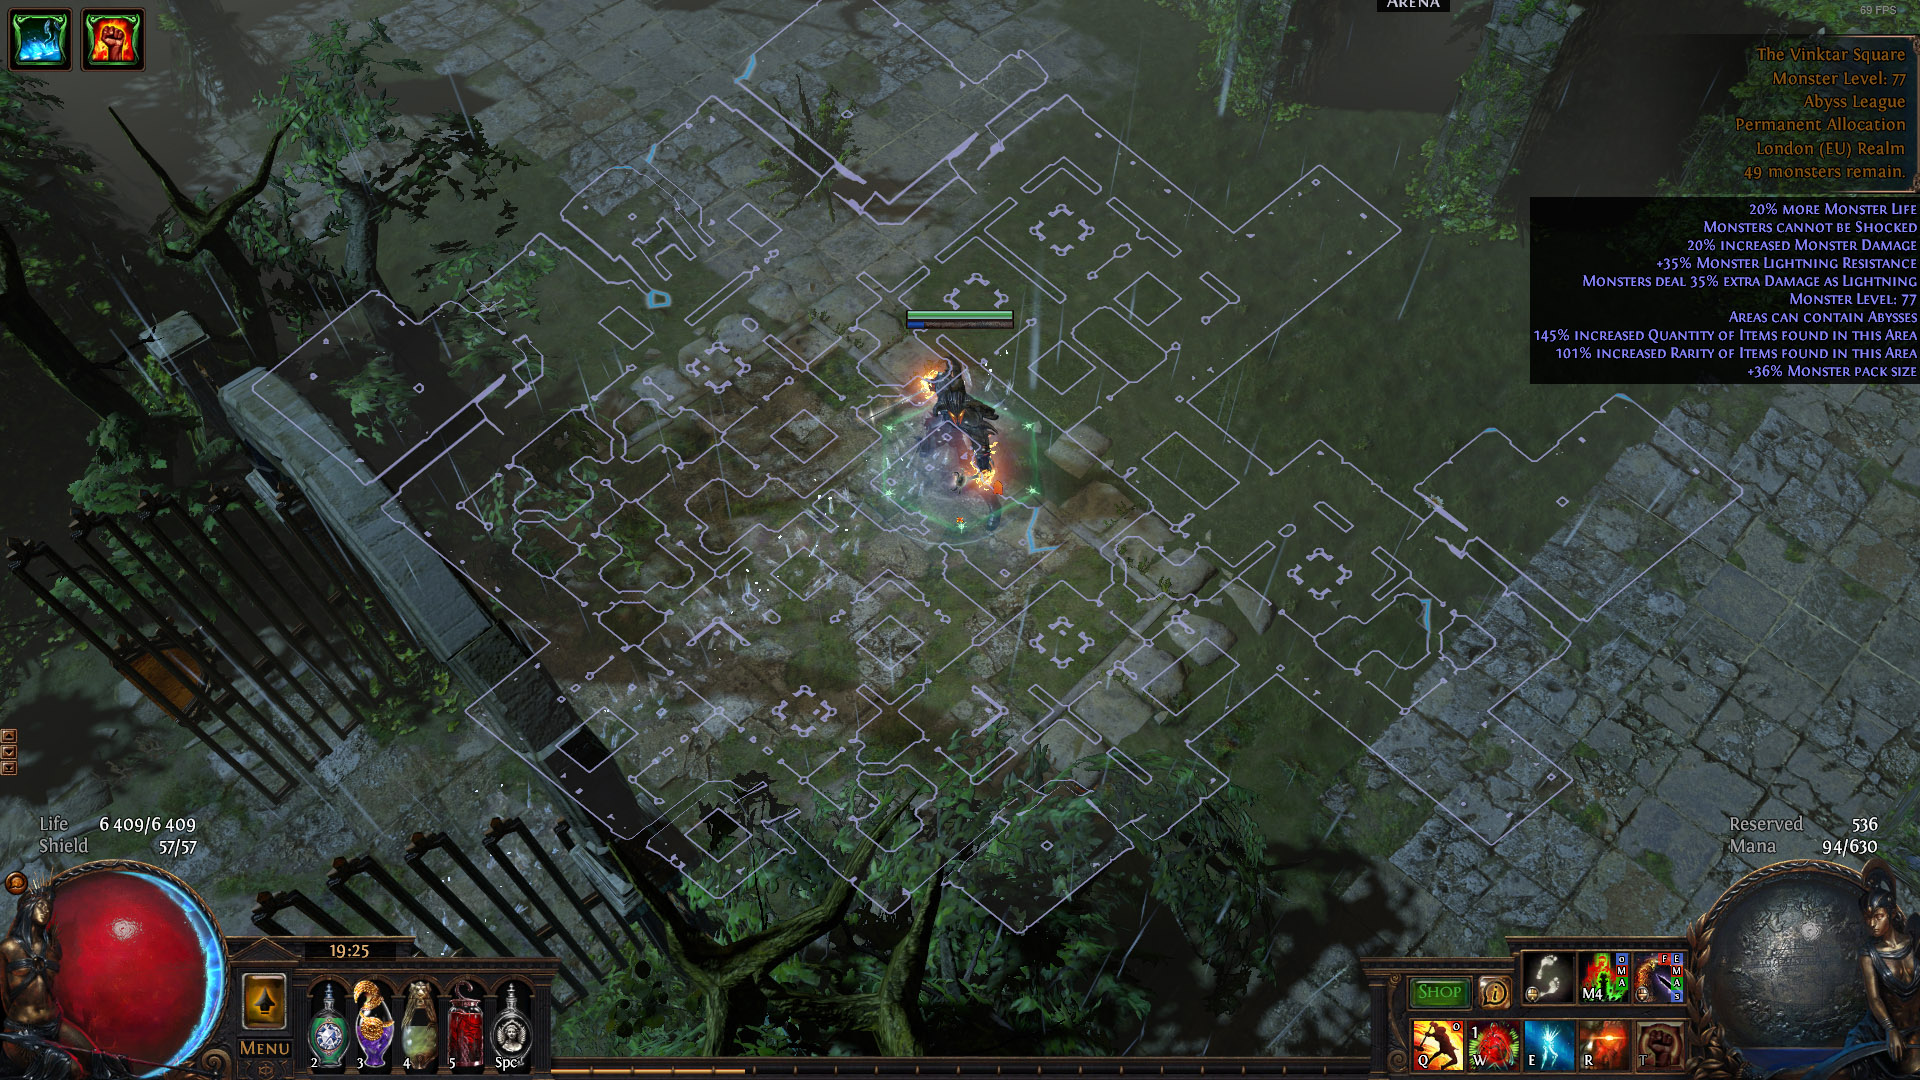 ARENA
69 FPS
The Vinktar Square
Monster Level: 77
Abyss League
Permanent Allocation
London (EU) Realm
49 monsters remain.
20% more Monster Life
Monsters cannot be Shocked
20% increased Monster Damage
+35% Monster Lightning Resistance
Monsters deal 35% extra Damage as Lightning
Monster Level: 77
Areas can contain Abysses
145% increased Quantity of Items found in this Area
101% increased Rarity of Items found in this Area
+36% Monster pack size
Life 6 409/6 409
Shield 57/57
Reserved 536
Mana 94/630
19:25
Menu
2 3 4 5 Spc
Shop
M4
O
M
A
F
E
M
A
S
Q O 1 W E R T